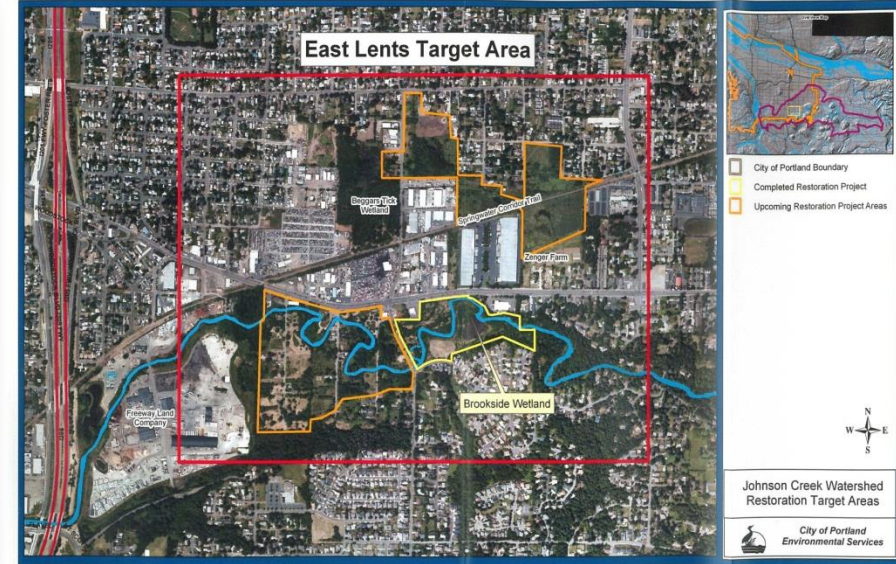 East Lents Target Area
Beggars Tick
Wetland
Springwater Corridor Trail
Zenger Farm
Brookside Wetland
Freeway Land
Company
City of Portland Boundary
Completed Restoration Project
Upcoming Restoration Project Areas
N
W
E
S
Johnson Creek Watershed
Restoration Target Areas
City of Portland
Environmental Services